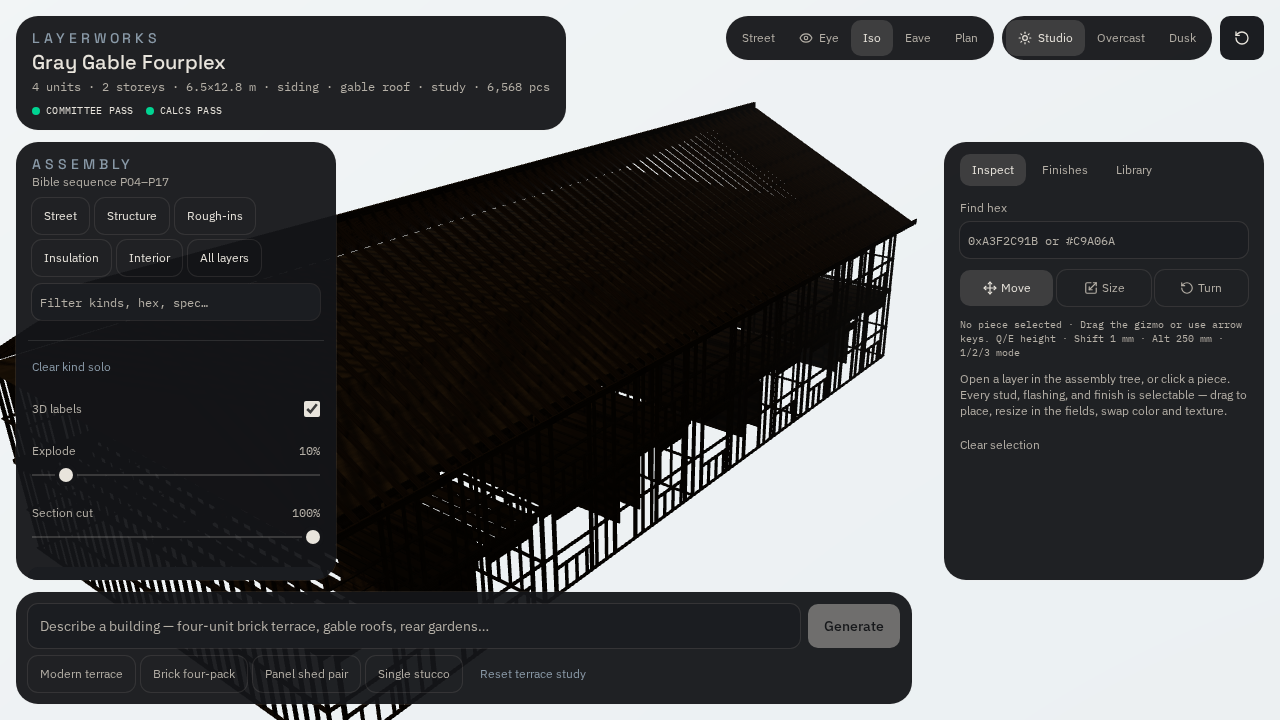 LAYERWORKS
Gray Gable Fourplex
4 units · 2 storeys · 6.5×12.8 m · siding · gable roof · study · 6,568 pcs
COMMITTEE PASS CALCS PASS
Street Eye Iso Eave Plan
Studio Overcast Dusk
ASSEMBLY
Bible sequence P04–P17
Street Structure Rough-ins
Insulation Interior All layers
Filter kinds, hex, spec…
Clear kind solo
3D labels
Explode 10%
Section cut 100%
Inspect Finishes Library
Find hex
0xA3F2C91B or #C9A06A
Move Size Turn
No piece selected · Drag the gizmo or use arrow
keys. Q/E height · Shift 1 mm · Alt 250 mm ·
1/2/3 mode
Open a layer in the assembly tree, or click a piece.
Every stud, flashing, and finish is selectable — drag to
place, resize in the fields, swap color and texture.
Clear selection
Describe a building — four-unit brick terrace, gable roofs, rear gardens…
Generate
Modern terrace Brick four-pack Panel shed pair Single stucco Reset terrace study